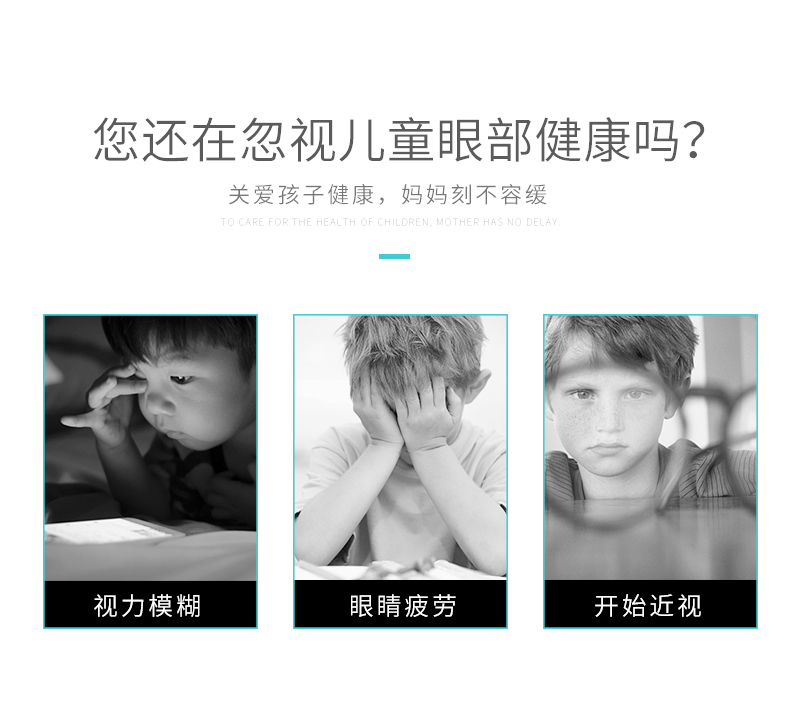 您还在忽视儿童眼部健康吗？
关爱孩子健康，妈妈刻不容缓
TO CARE FOR THE HEALTH OF CHILDREN, MOTHER HAS NO DELAY.
视力模糊
眼睛疲劳
开始近视